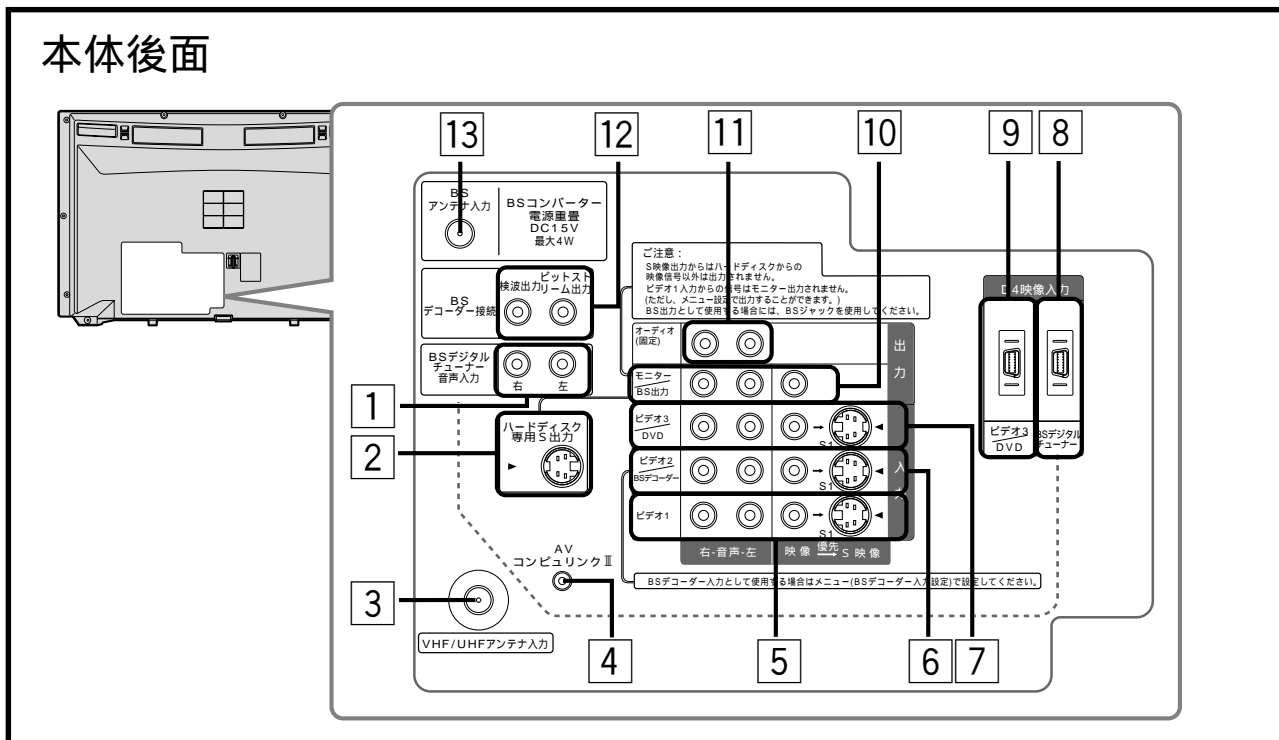 本体後面
13
12
11
10
9
8
BS
アンテナ入力
BSコンバーター
電源重畳
DC15V
最大4W
ご注意：
S映像出力からはハードディスクからの
映像信号以外は出力されません。
ビデオ1入力からの信号はモニター出力されません。
(ただし、メニュー設定で出力することができます。)
BS出力として使用する場合には、BSジャックを使用してください。
D4映像入力
BS
デコーダー接続
検波出力
ビットスト
リーム出力
オーディオ
(固定)
出力
BSデジタル
チューナー
音声入力
右
左
モニター
BS出力
1
ハードディスク
専用S出力
2
ビデオ3
DVD
S1
ビデオ2
BSデコーダー
S1
入力
ビデオ1
S1
ビデオ3
DVD
BSデジタル
チューナー
右-音声-左
映像
優先
S映像
AV
コンピュリンクⅡ
BSデコーダー入力として使用する場合はメニュー(BSデコーダー入力設定)で設定してください。
3
VHF/UHFアンテナ入力
4
5
6
7